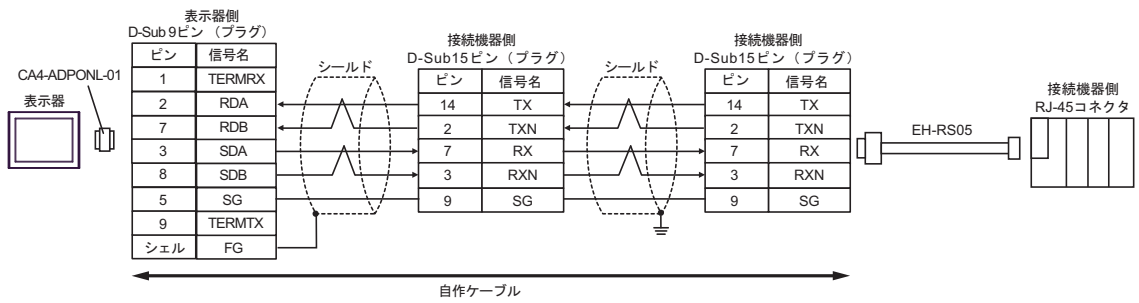 表示器側
D-Sub 9ピン （プラグ）
ピン 信号名
1 TERMRX
2 RDA
7 RDB
3 SDA
8 SDB
5 SG
9 TERMTX
シェル FG
CA4-ADPONL-01
表示器
シールド
接続機器側
D-Sub15ピン（プラグ）
ピン 信号名
14 TX
2 TXN
7 RX
3 RXN
9 SG
シールド
接続機器側
D-Sub15ピン（プラグ）
ピン 信号名
14 TX
2 TXN
7 RX
3 RXN
9 SG
EH-RS05
接続機器側
RJ-45コネクタ
自作ケーブル